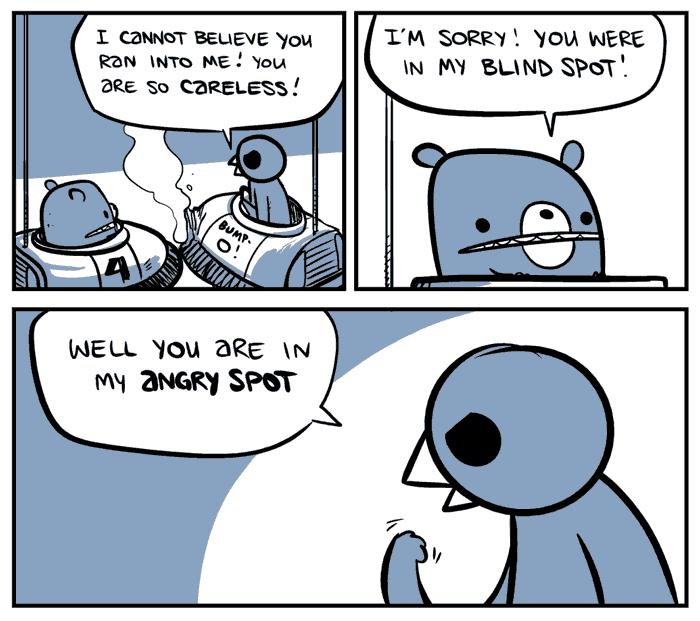 I CANNOT BELIEVE YOU
RAN INTO ME! YOU
ARE SO CARELESS!
BUMP.
O!
4
I'M SORRY! YOU WERE
IN MY BLIND SPOT!
WELL YOU ARE IN
MY ANGRY SPOT